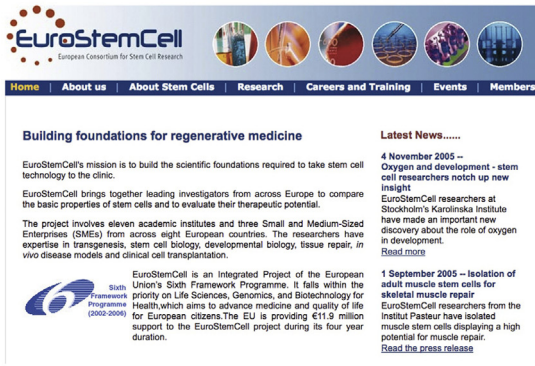 EuroStemCell
European Consortium for Stem Cell Research
Home | About us | About Stem Cells | Research | Careers and Training | Events | Members
Building foundations for regenerative medicine
EuroStemCell's mission is to build the scientific foundations required to take stem cell
technology to the clinic.
EuroStemCell brings together leading investigators from across Europe to compare
the basic properties of stem cells and to evaluate their therapeutic potential.
The project involves eleven academic institutes and three Small and Medium-Sized
Enterprises (SMEs) from across eight European countries. The researchers have
expertise in transgenesis, stem cell biology, developmental biology, tissue repair, in
vivo disease models and clinical cell transplantation.
6
Sixth
Framework
Programme
(2002-2006)
EuroStemCell is an Integrated Project of the European
Union's Sixth Framework Programme. It falls within the
priority on Life Sciences, Genomics, and Biotechnology for
Health,which aims to advance medicine and quality of life
for European citizens.The EU is providing €11.9 million
support to the EuroStemCell project during its four year
duration.
Latest News......
4 November 2005 --
Oxygen and development - stem
cell researchers notch up new
insight
EuroStemCell researchers at
Stockholm's Karolinska Institute
have made an important new
discovery about the role of oxygen
in development.
Read more
1 September 2005 -- Isolation of
adult muscle stem cells for
skeletal muscle repair
EuroStemCell researchers from the
Institut Pasteur have isolated
muscle stem cells displaying a high
potential for muscle repair.
Read the press release